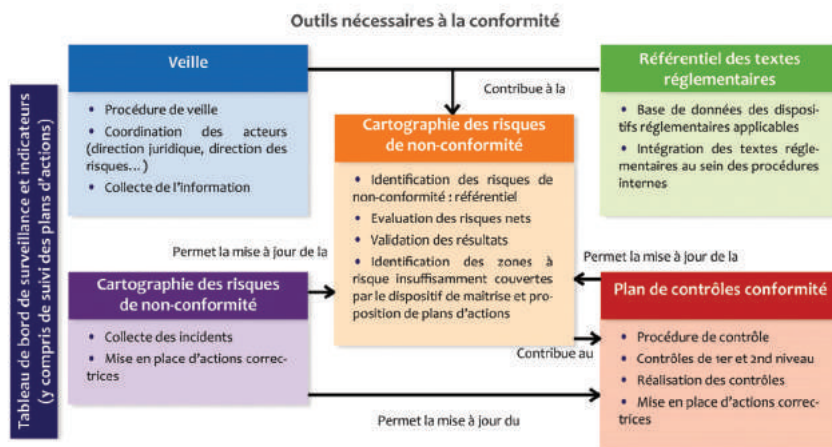 Outils nécessaires à la conformité
Tableau de bord de surveillance et indicateurs
(y compris de suivi des plans d'actions)
Veille
• Procédure de veille
• Coordination des acteurs
(direction juridique, direction des
risques...)
• Collecte de l'information
Contribue à la
Référentiel des textes
réglementaires
• Base de données des disposi-
tifs réglementaires applicables
• Intégration des textes régle-
mentaires au sein des procédures
internes
Cartographie des risques
de non-conformité
• Identification des risques de
non-conformité : référentiel
• Evaluation des risques nets
• Validation des résultats
• Identification des zones à
risque insuffisamment couvertes
par le dispositif de maîtrise et pro-
position de plans d'actions
Permet la mise à jour de la
Permet la mise à jour de la
Cartographie des risques
de non-conformité
• Collecte des incidents
• Mise en place d'actions correc-
trices
Contribue au
Plan de contrôles conformité
• Procédure de contrôle
• Contrôles de 1er et 2nd niveau
• Réalisation des contrôles
• Mise en place d'actions correc-
trices
Permet la mise à jour du